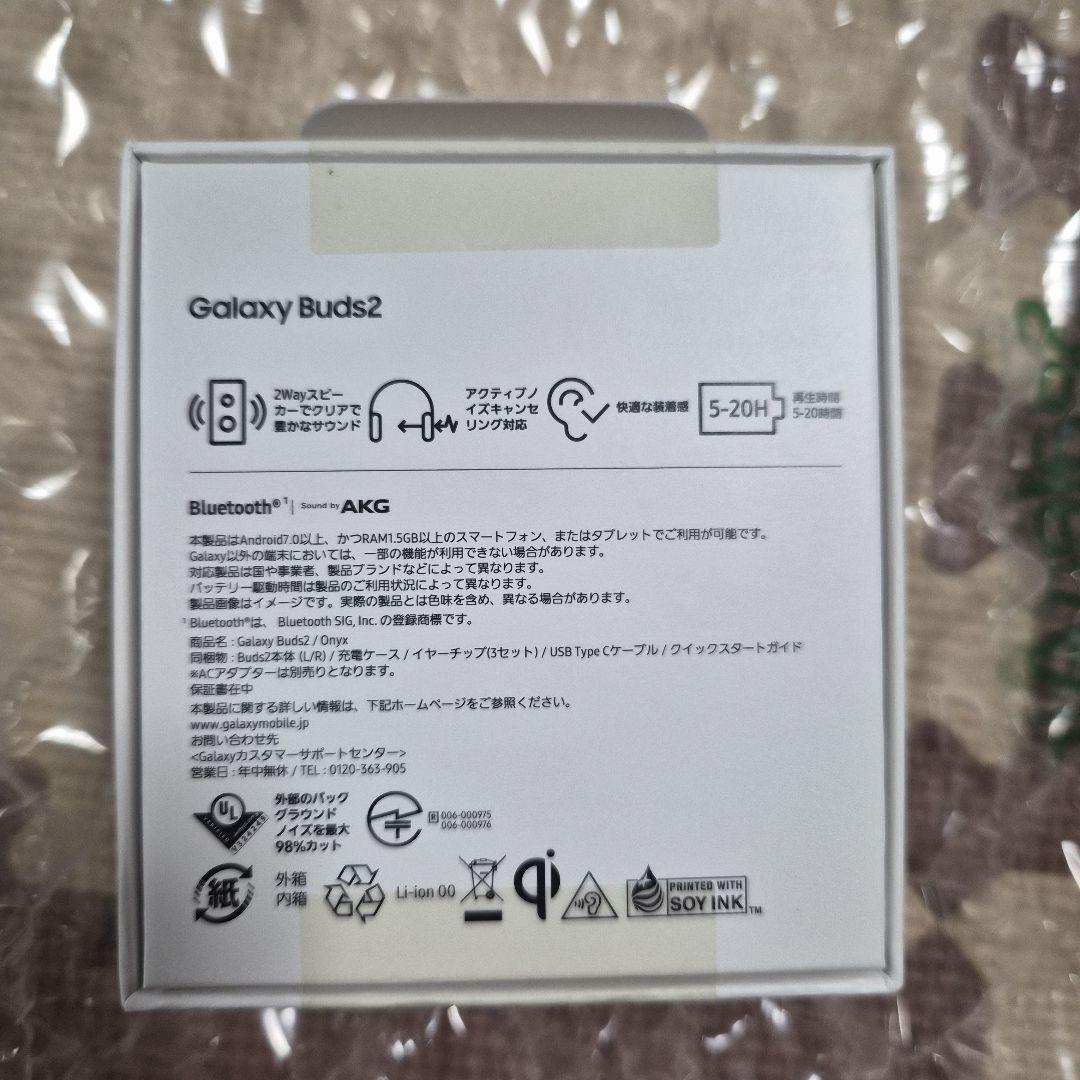 Galaxy Buds2
2Wayスピー
カーでクリアで
豊かなサウンド
アクティブノ
イズキャンセ
リング対応
快適な装着感
5-20H
再生時間
5-20時間
Bluetooth®¹ | Sound by AKG
本製品はAndroid7.0以上、かつRAM1.5GB以上のスマートフォン、またはタブレットでご利用が可能です。
Galaxy以外の端末においては、一部の機能が利用できない場合があります。
対応製品は国や事業者、製品ブランドなどによって異なります。
バッテリー駆動時間は製品のご利用状況によって異なります。
製品画像はイメージです。実際の製品とは色味を含め、異なる場合があります。
¹ Bluetooth®は、Bluetooth SIG, Inc. の登録商標です。
商品名 : Galaxy Buds2 / Onyx
同梱物 : Buds2本体 (L/R) / 充電ケース / イヤーチップ(3セット) / USB Type Cケーブル / クイックスタートガイド
※ACアダプターは別売りとなります。
保証書在中
本製品に関する詳しい情報は、下記ホームページをご参照ください。
www.galaxymobile.jp
お問い合わせ先
<Galaxyカスタマーサポートセンター>
営業日 : 年中無休 / TEL : 0120-363-905
UL
VERIFIED
V324245
外部のバック
グラウンド
ノイズを最大
98%カット
R 006-000975
006-000976
紙
外箱
内箱
Li-ion 00
qi
PRINTED WITH
SOY INK™